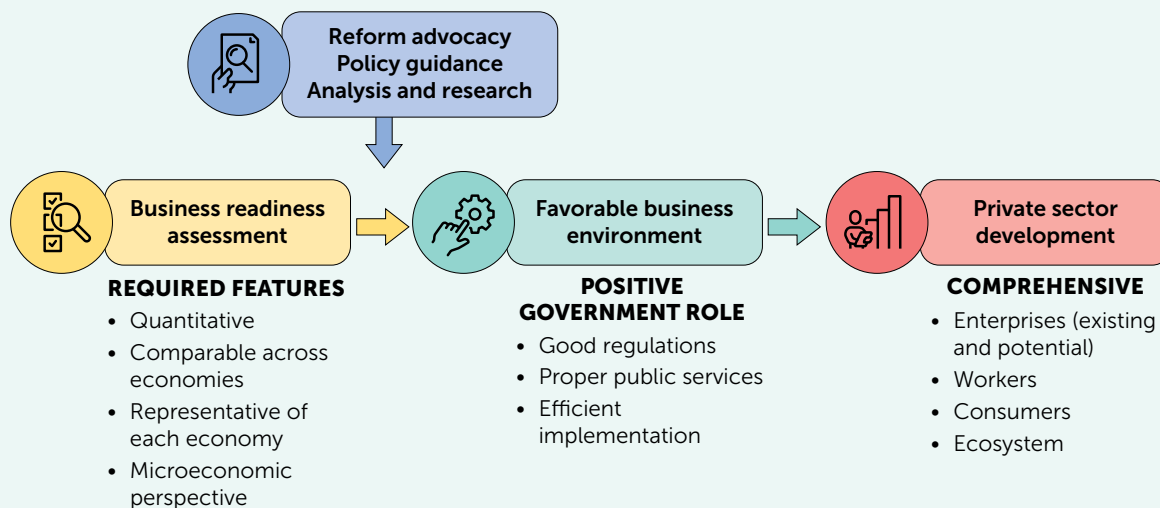 Reform advocacy
Policy guidance
Analysis and research
Business readiness
assessment
Favorable business
environment
Private sector
development
REQUIRED FEATURES
• Quantitative
• Comparable across
economies
• Representative of
each economy
• Microeconomic
perspective
POSITIVE
GOVERNMENT ROLE
• Good regulations
• Proper public services
• Efficient
implementation
COMPREHENSIVE
• Enterprises (existing
and potential)
• Workers
• Consumers
• Ecosystem